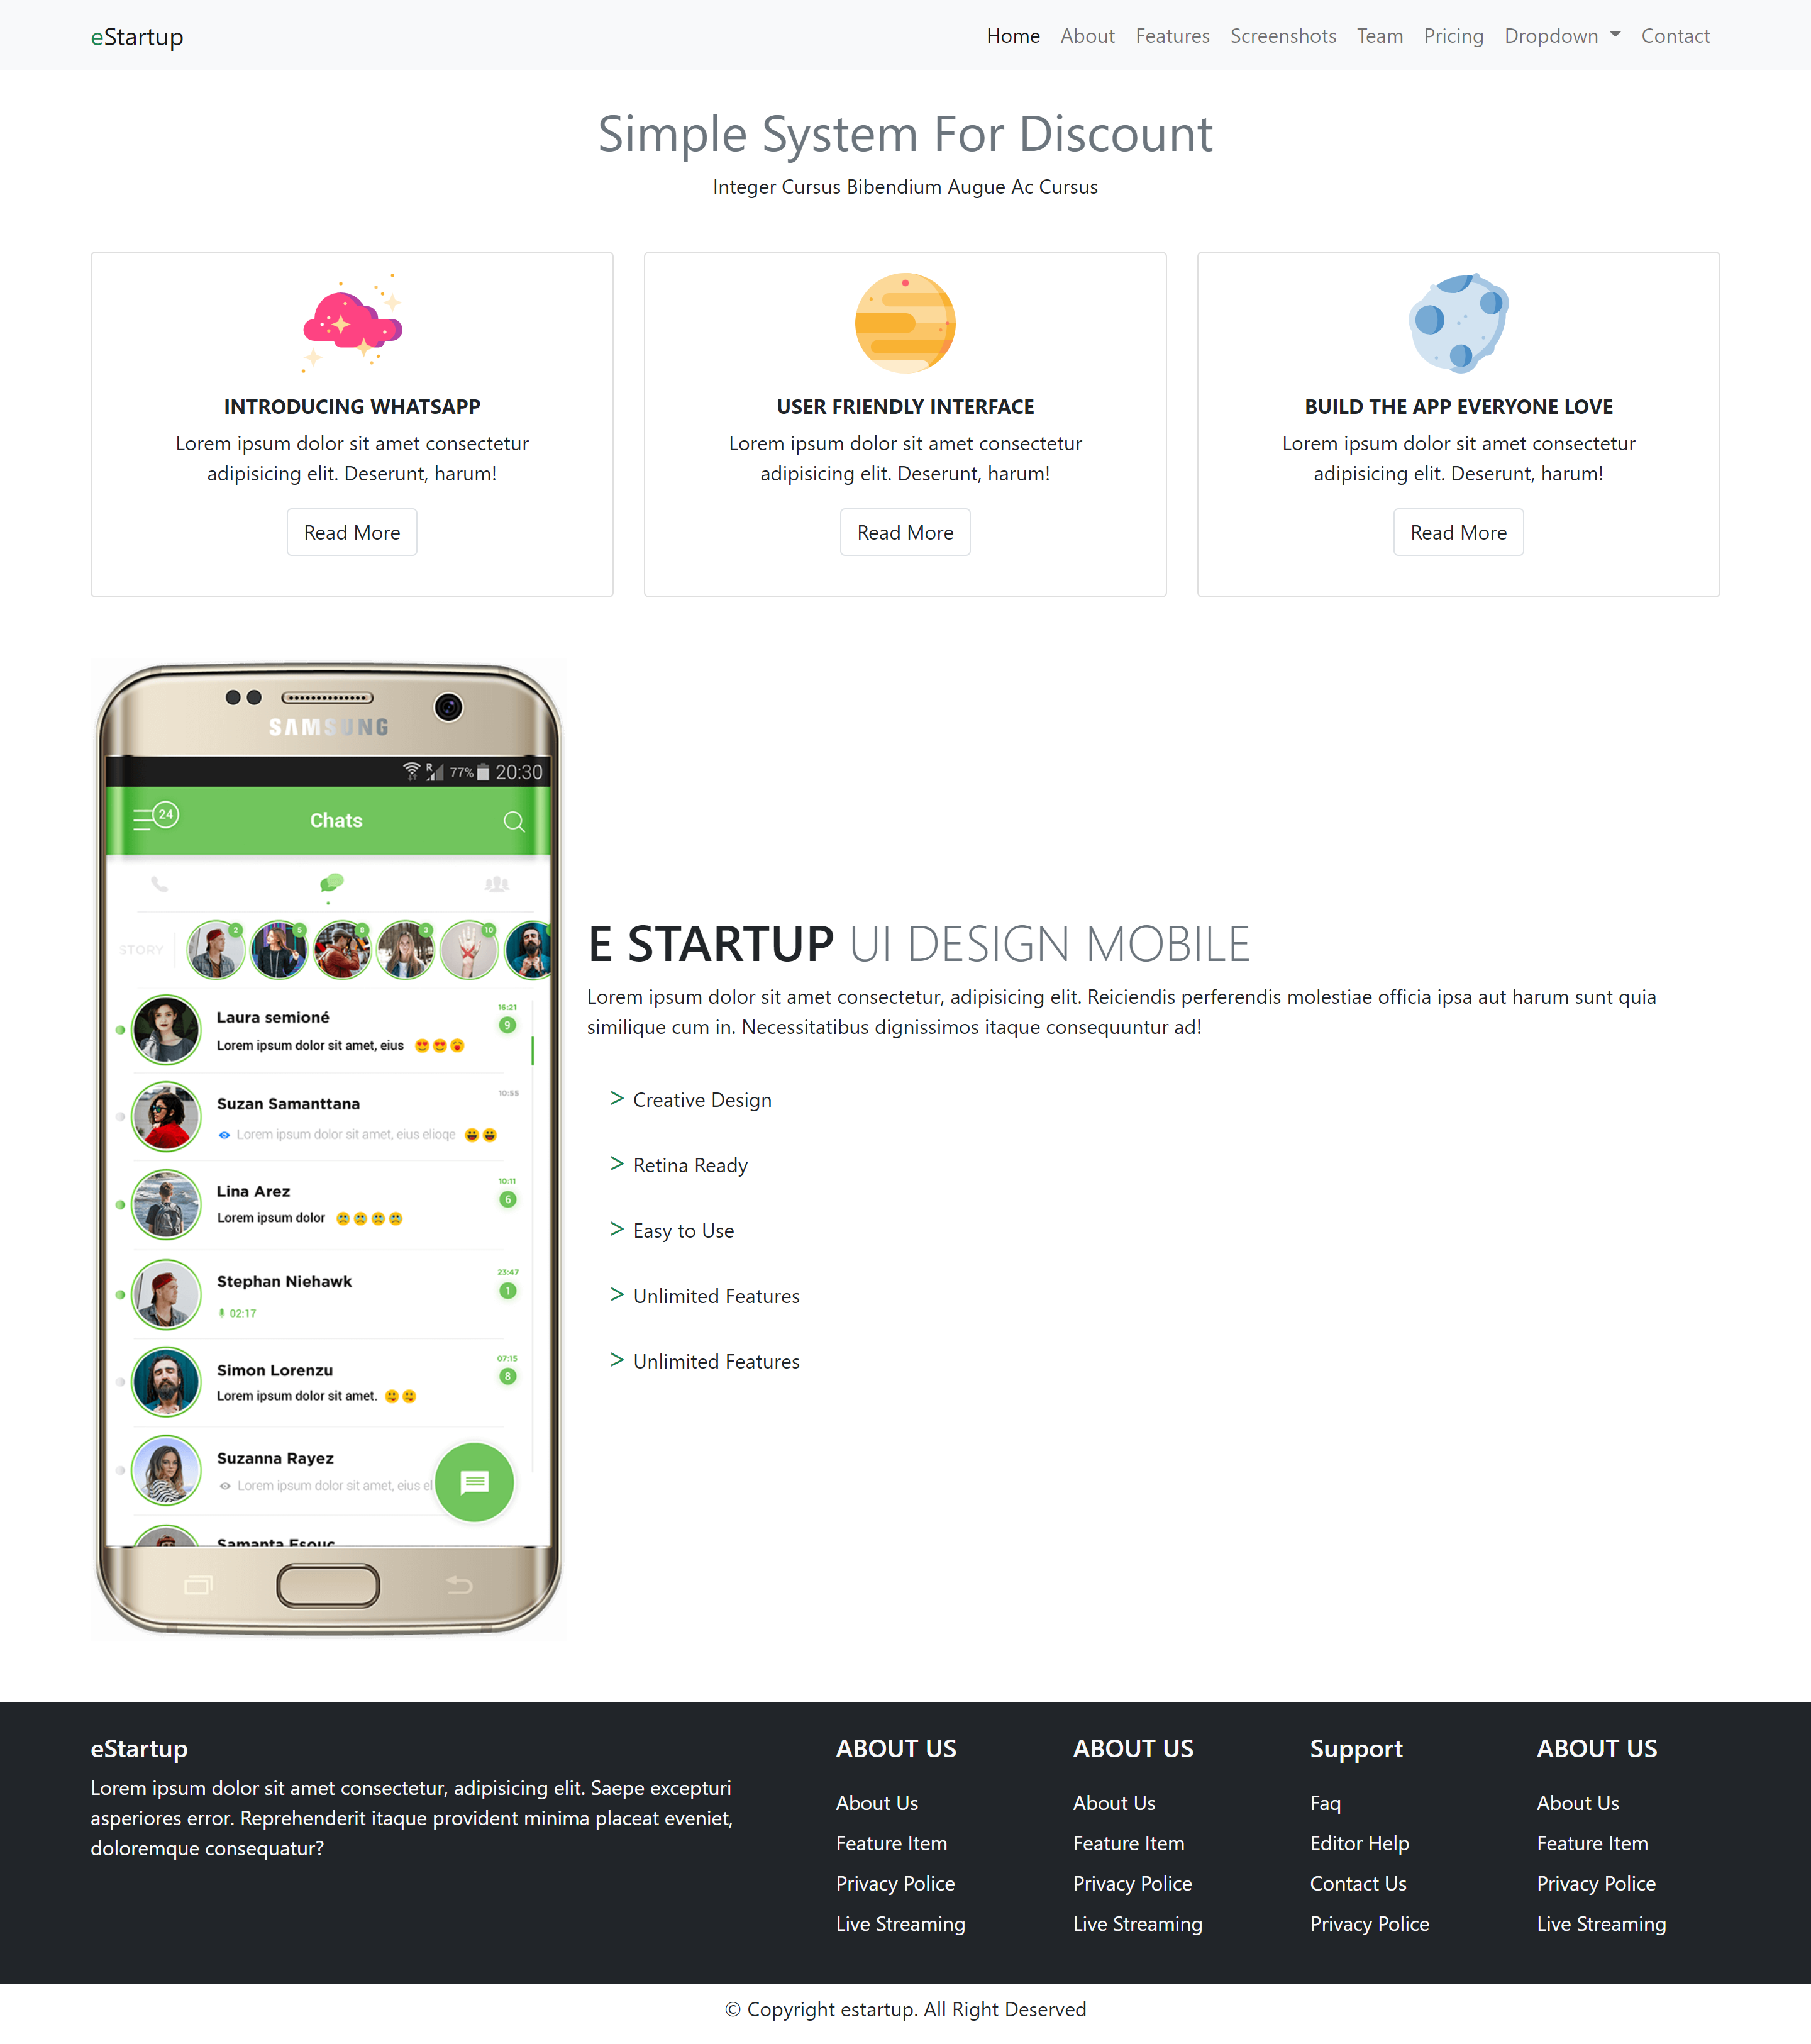 eStartup
Home About Features Screenshots Team Pricing Dropdown Contact
Simple System For Discount
Integer Cursus Bibendium Augue Ac Cursus
INTRODUCING WHATSAPP
Lorem ipsum dolor sit amet consectetur
adipisicing elit. Deserunt, harum!
Read More
USER FRIENDLY INTERFACE
Lorem ipsum dolor sit amet consectetur
adipisicing elit. Deserunt, harum!
Read More
BUILD THE APP EVERYONE LOVE
Lorem ipsum dolor sit amet consectetur
adipisicing elit. Deserunt, harum!
Read More
SAMSUNG
R 77% 20:30
24 Chats
STORY 2 5 8 3 10
Laura semioné 16:21
Lorem ipsum dolor sit amet, eius 9
Suzan Samanttana 10:55
Lorem ipsum dolor sit amet, eius elioqe
Lina Arez 10:11
Lorem ipsum dolor 6
Stephan Niehawk 23:47
02:17 1
Simon Lorenzu 07:15
Lorem ipsum dolor sit amet. 8
Suzanna Rayez
Lorem ipsum dolor sit amet, eius el
Samanta Esouc
E STARTUP UI DESIGN MOBILE
Lorem ipsum dolor sit amet consectetur, adipisicing elit. Reiciendis perferendis molestiae officia ipsa aut harum sunt quia
similique cum in. Necessitatibus dignissimos itaque consequuntur ad!
> Creative Design
> Retina Ready
> Easy to Use
> Unlimited Features
> Unlimited Features
eStartup
Lorem ipsum dolor sit amet consectetur, adipisicing elit. Saepe excepturi
asperiores error. Reprehenderit itaque provident minima placeat eveniet,
doloremque consequatur?
ABOUT US
About Us
Feature Item
Privacy Police
Live Streaming
ABOUT US
About Us
Feature Item
Privacy Police
Live Streaming
Support
Faq
Editor Help
Contact Us
Privacy Police
ABOUT US
About Us
Feature Item
Privacy Police
Live Streaming
© Copyright estartup. All Right Deserved